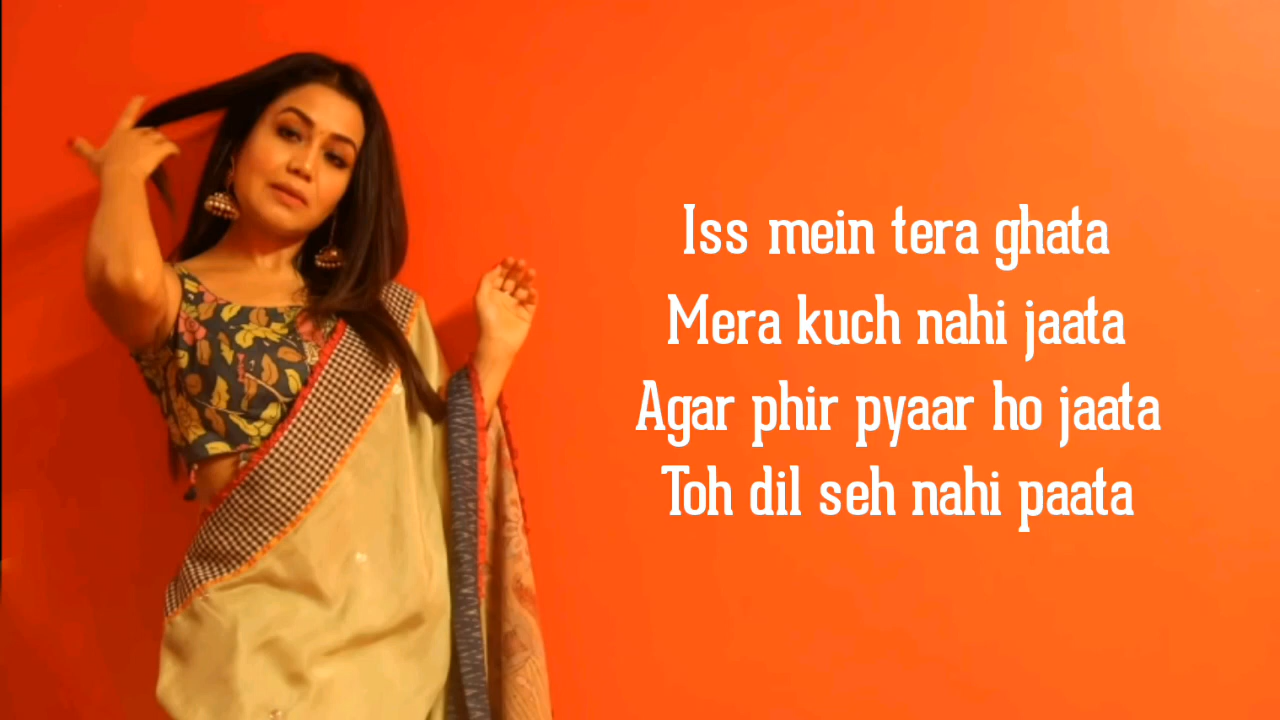 Iss mein tera ghata
Mera kuch nahi jaata
Agar phir pyaar ho jaata
Toh dil seh nahi paata